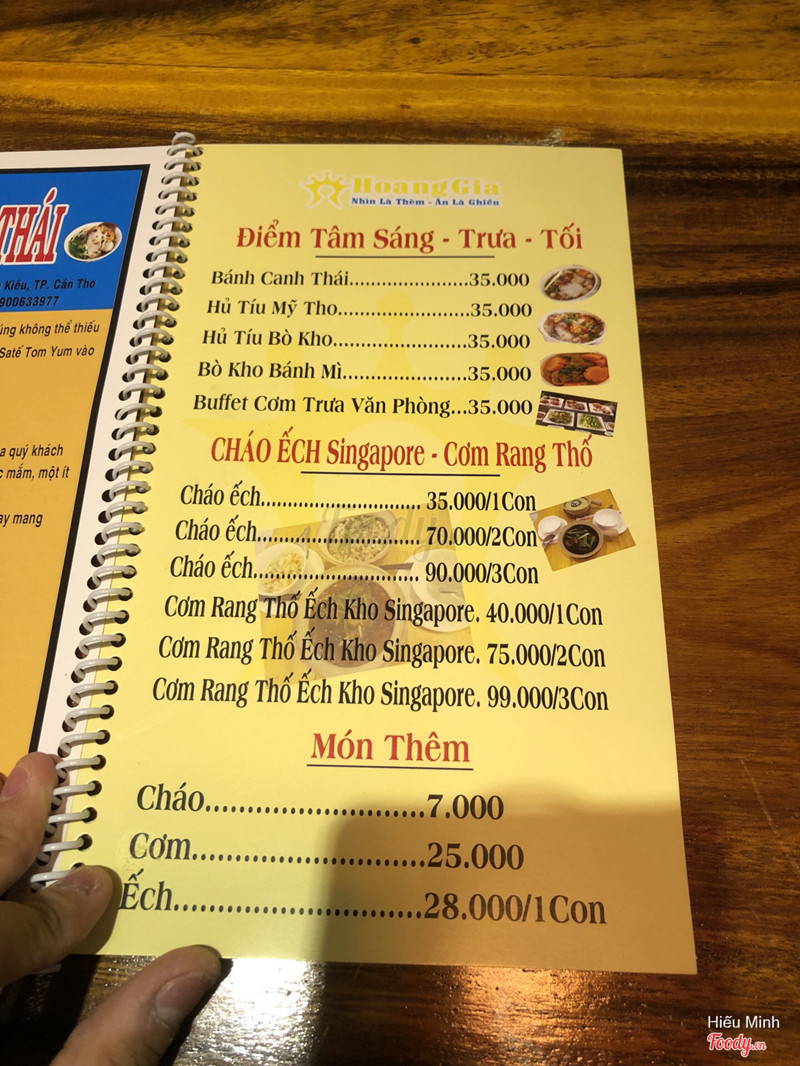 THÁI
Kiều, TP. Cần Tho
900633977
úng không thể thiếu
Satế Tom Yum vào
a quý khách
c mắm, một ít
ay mang
HoangGia
Nhìn Là Thèm - Ăn Là Ghiền
Điểm Tâm Sáng - Trưa - Tối
Bánh Canh Thái....................35.000
Hủ Tíu Mỹ Tho......................35.000
Hủ Tíu Bò Kho.......................35.000
Bò Kho Bánh Mì.....................35.000
Buffet Cơm Trưa Văn Phòng...35.000
CHÁO ẾCH Singapore - Cơm Rang Thố
Cháo ếch................................ 35.000/1Con
Cháo ếch................................ 70.000/2Con
Cháo ếch................................ 90.000/3Con
Cơm Rang Thố Ếch Kho Singapore. 40.000/1Con
Cơm Rang Thố Ếch Kho Singapore. 75.000/2Con
Cơm Rang Thố Ếch Kho Singapore. 99.000/3Con
Món Thêm
Cháo..........................7.000
Cơm............................25.000
Ếch..............................28.000/1Con
Hiếu Minh
Foody.vn